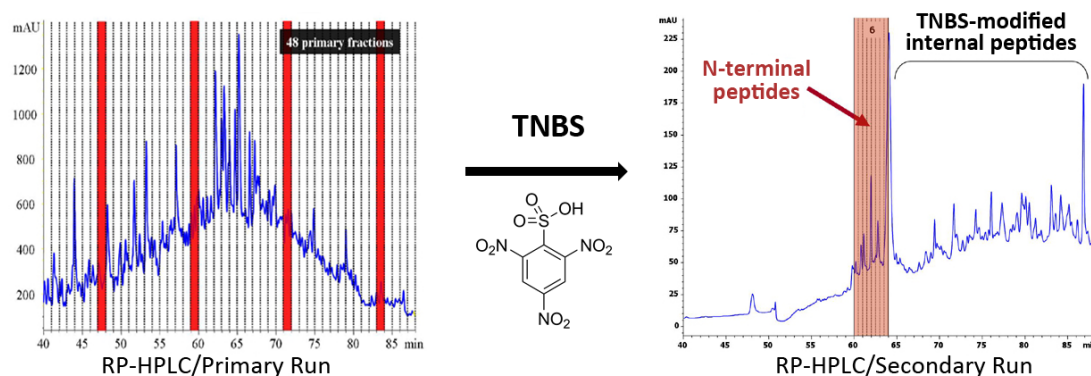 mAU
48 primary fractions
1200
1000
800
600
400
200
40 45 50 55 60 65 70 75 80 85 min
RP-HPLC/Primary Run
TNBS
O
S
OH
O
NO₂
NO₂
NO₂
mAU
225
200
175
150
125
100
75
50
25
0
6
N-terminal
peptides
TNBS-modified
internal peptides
40 45 50 55 60 65 70 75 80 85
RP-HPLC/Secondary Run